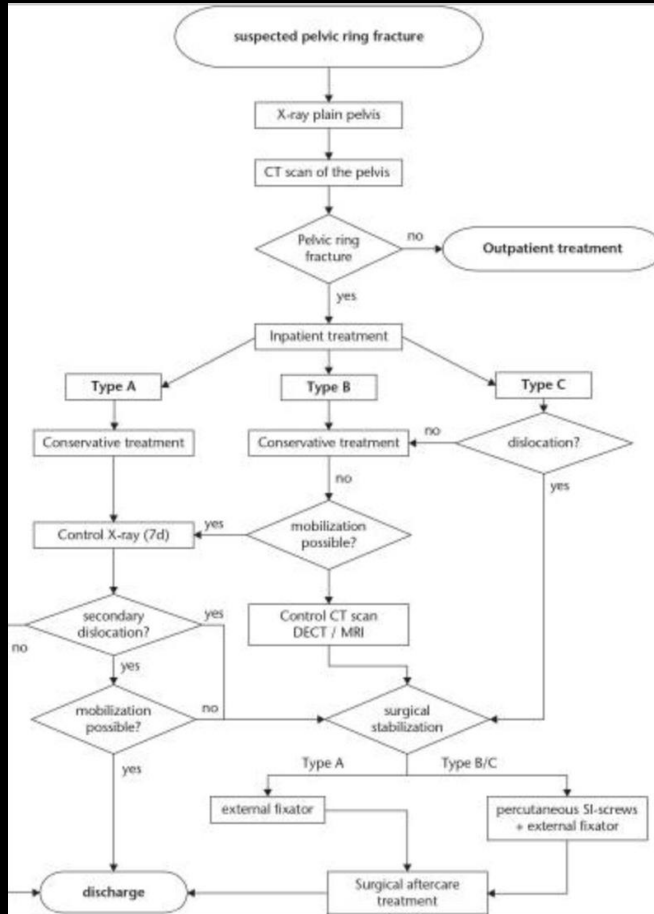 suspected pelvic ring fracture
X-ray plain pelvis
CT scan of the pelvis
Pelvic ring
fracture
no
Outpatient treatment
yes
Inpatient treatment
Type A
Type B
Type C
Conservative treatment
Conservative treatment
no
dislocation?
no
yes
Control X-ray (7d)
yes
mobilization
possible?
secondary
dislocation?
yes
no
yes
Control CT scan
DECT / MRI
mobilization
possible?
no
surgical
stabilization
yes
Type A
Type B/C
external fixator
percutaneous SI-screws
+ external fixator
discharge
Surgical aftercare
treatment